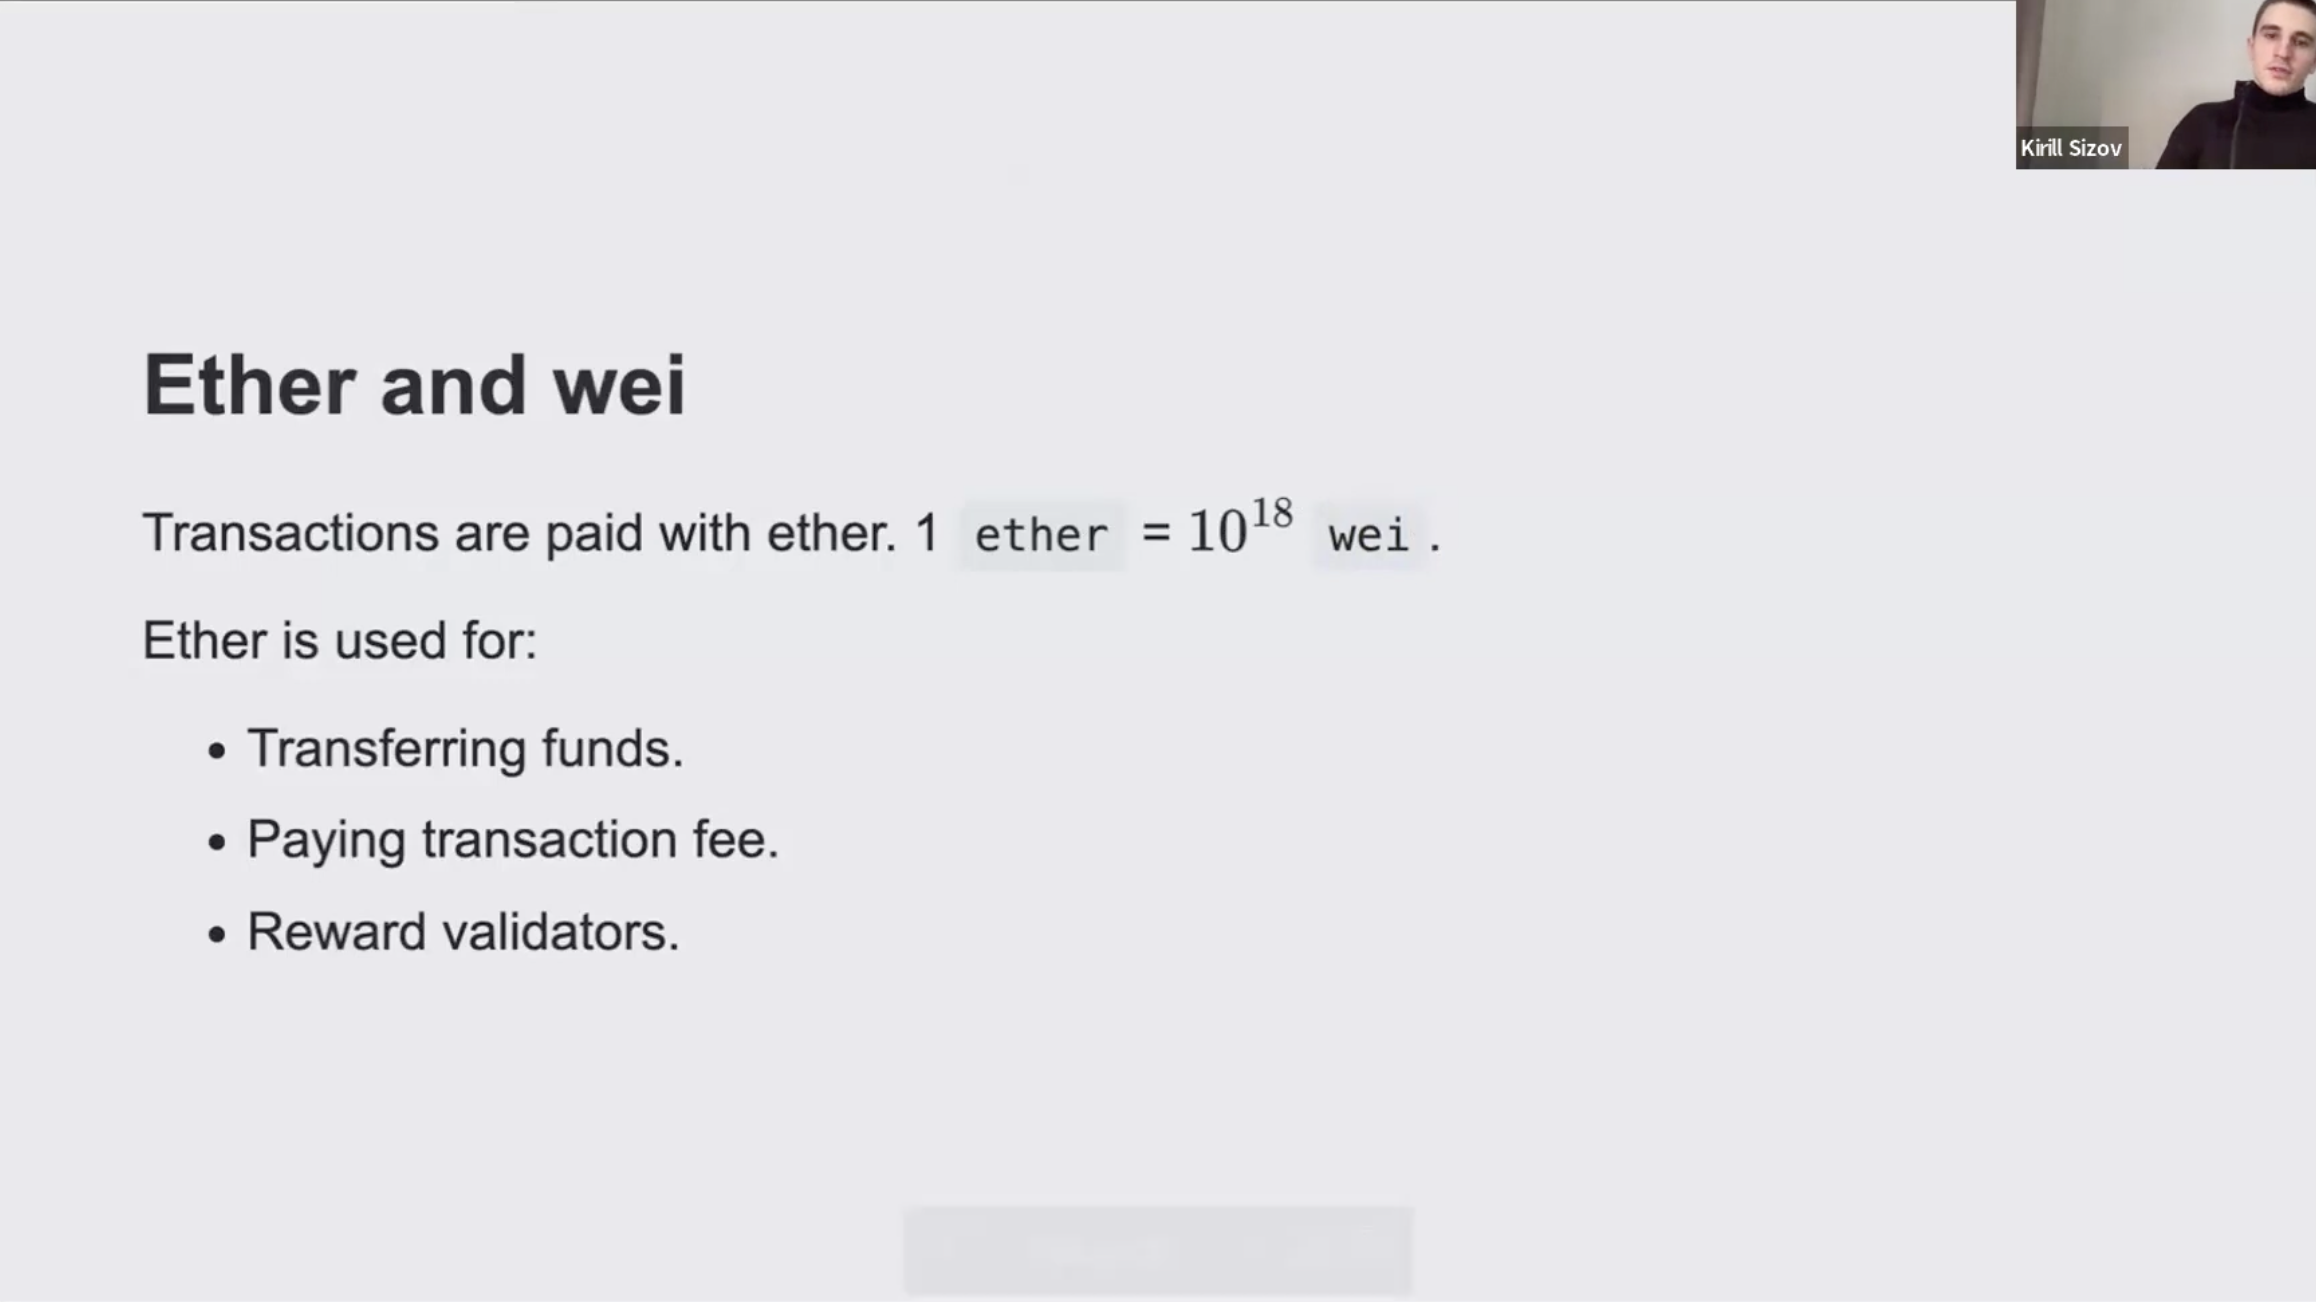 Kirill Sizov
Ether and wei
Transactions are paid with ether. 1 ether = 10^18 wei .
Ether is used for:
• Transferring funds.
• Paying transaction fee.
• Reward validators.